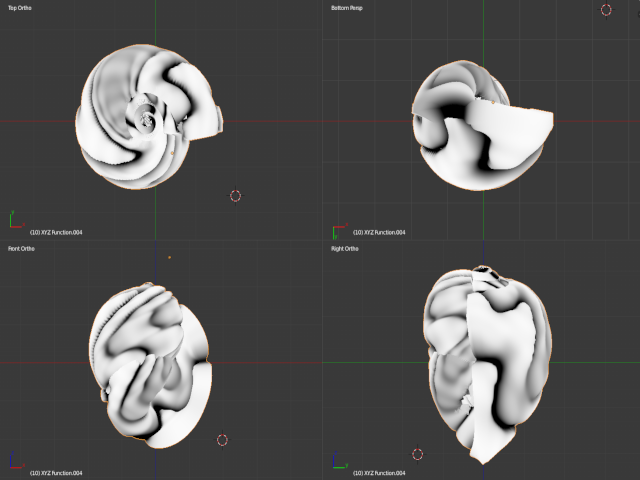 Top Ortho
(10) XYZ Function.004
Bottom Persp
(10) XYZ Function.004
Front Ortho
(10) XYZ Function.004
Right Ortho
(10) XYZ Function.004